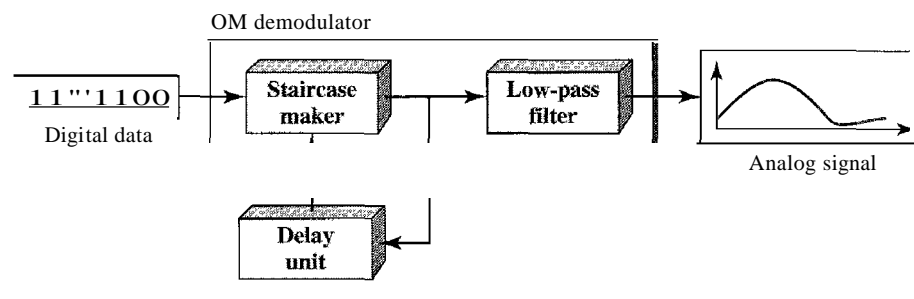 OM demodulator
Staircase
maker
Low-pass
filter
11"'1100
Digital data
Analog signal
Delay
unit